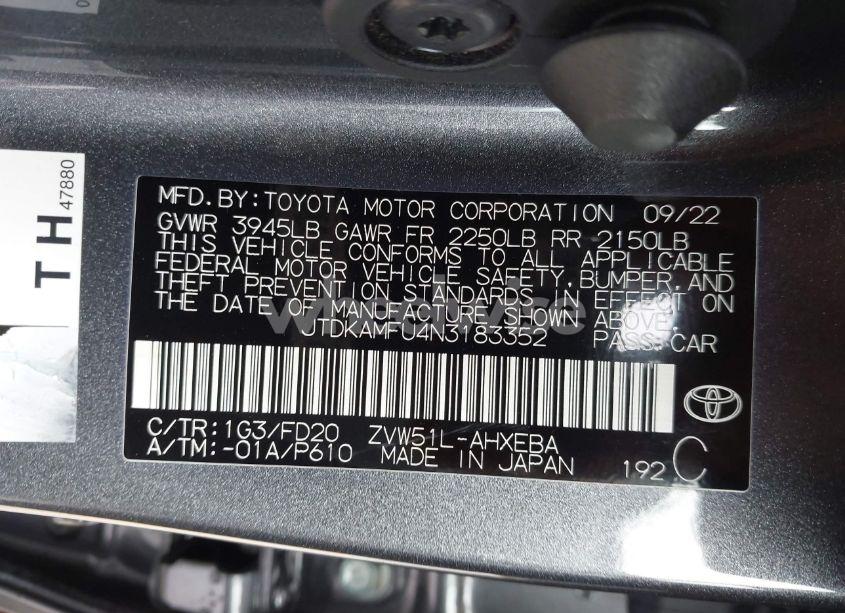 TH
47880
MFD.BY:TOYOTA MOTOR CORPORATION 09/22
GVWR 3945LB GAWR FR 2250LB RR 2150LB
THIS VEHICLE CONFORMS TO ALL APPLICABLE
FEDERAL MOTOR VEHICLE SAFETY,BUMPER,AND
THEFT PREVENTION STANDARDS IN EFFECT ON
THE DATE OF MANUFACTURE SHOWN ABOVE.
JTDKAMFU4N3183352 PASS.CAR
C/TR:1G3/FD20 ZVW51L-AHXEBA
A/TM:-01A/P610 MADE IN JAPAN 192 C